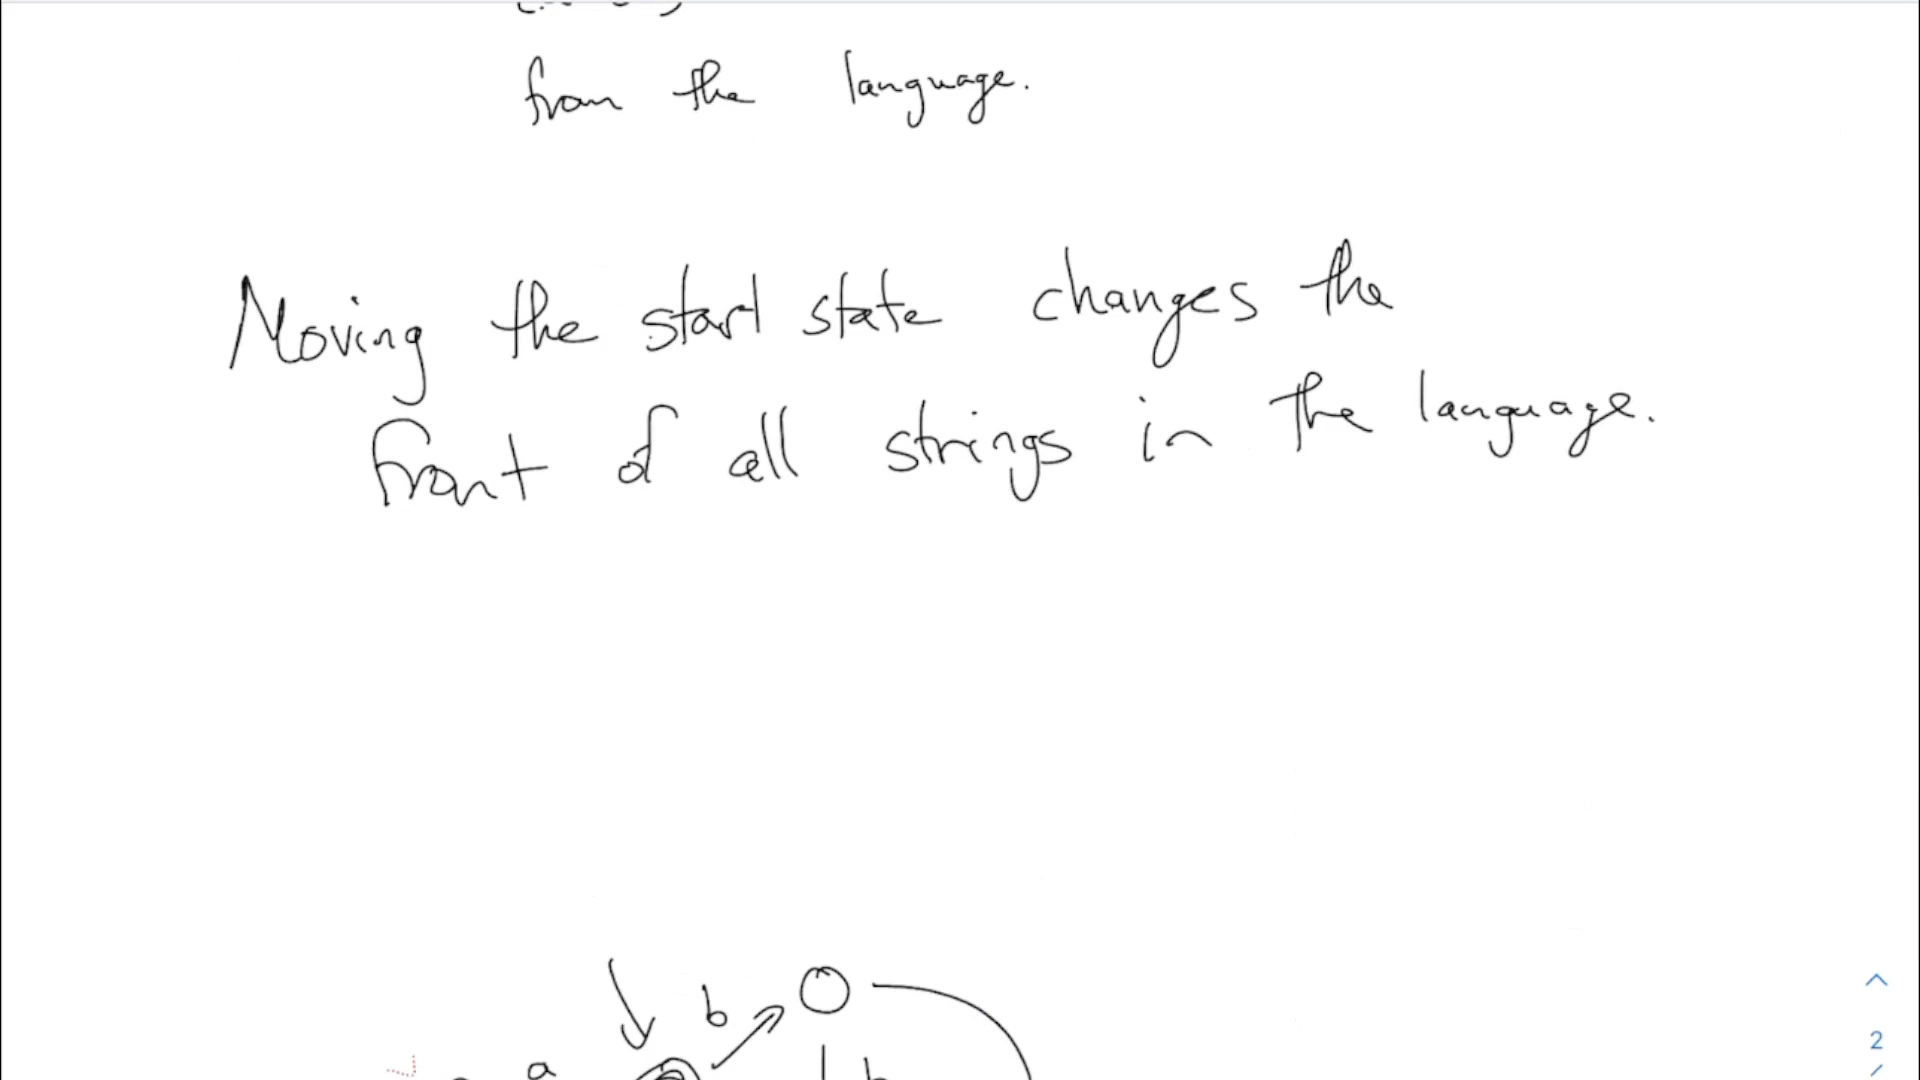 from the language.
Moving the start state changes the
front of all strings in the language.
b
a
b
2